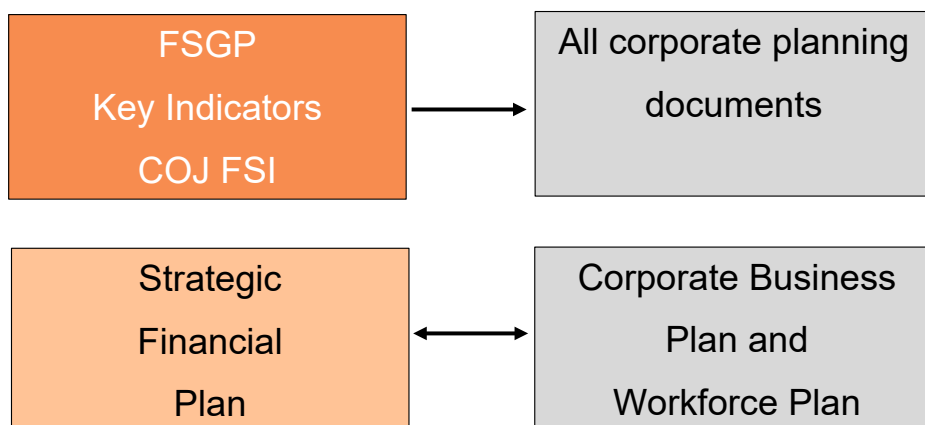 FSGP
Key Indicators
COJ FSI
All corporate planning
documents
Strategic
Financial
Plan
Corporate Business
Plan and
Workforce Plan